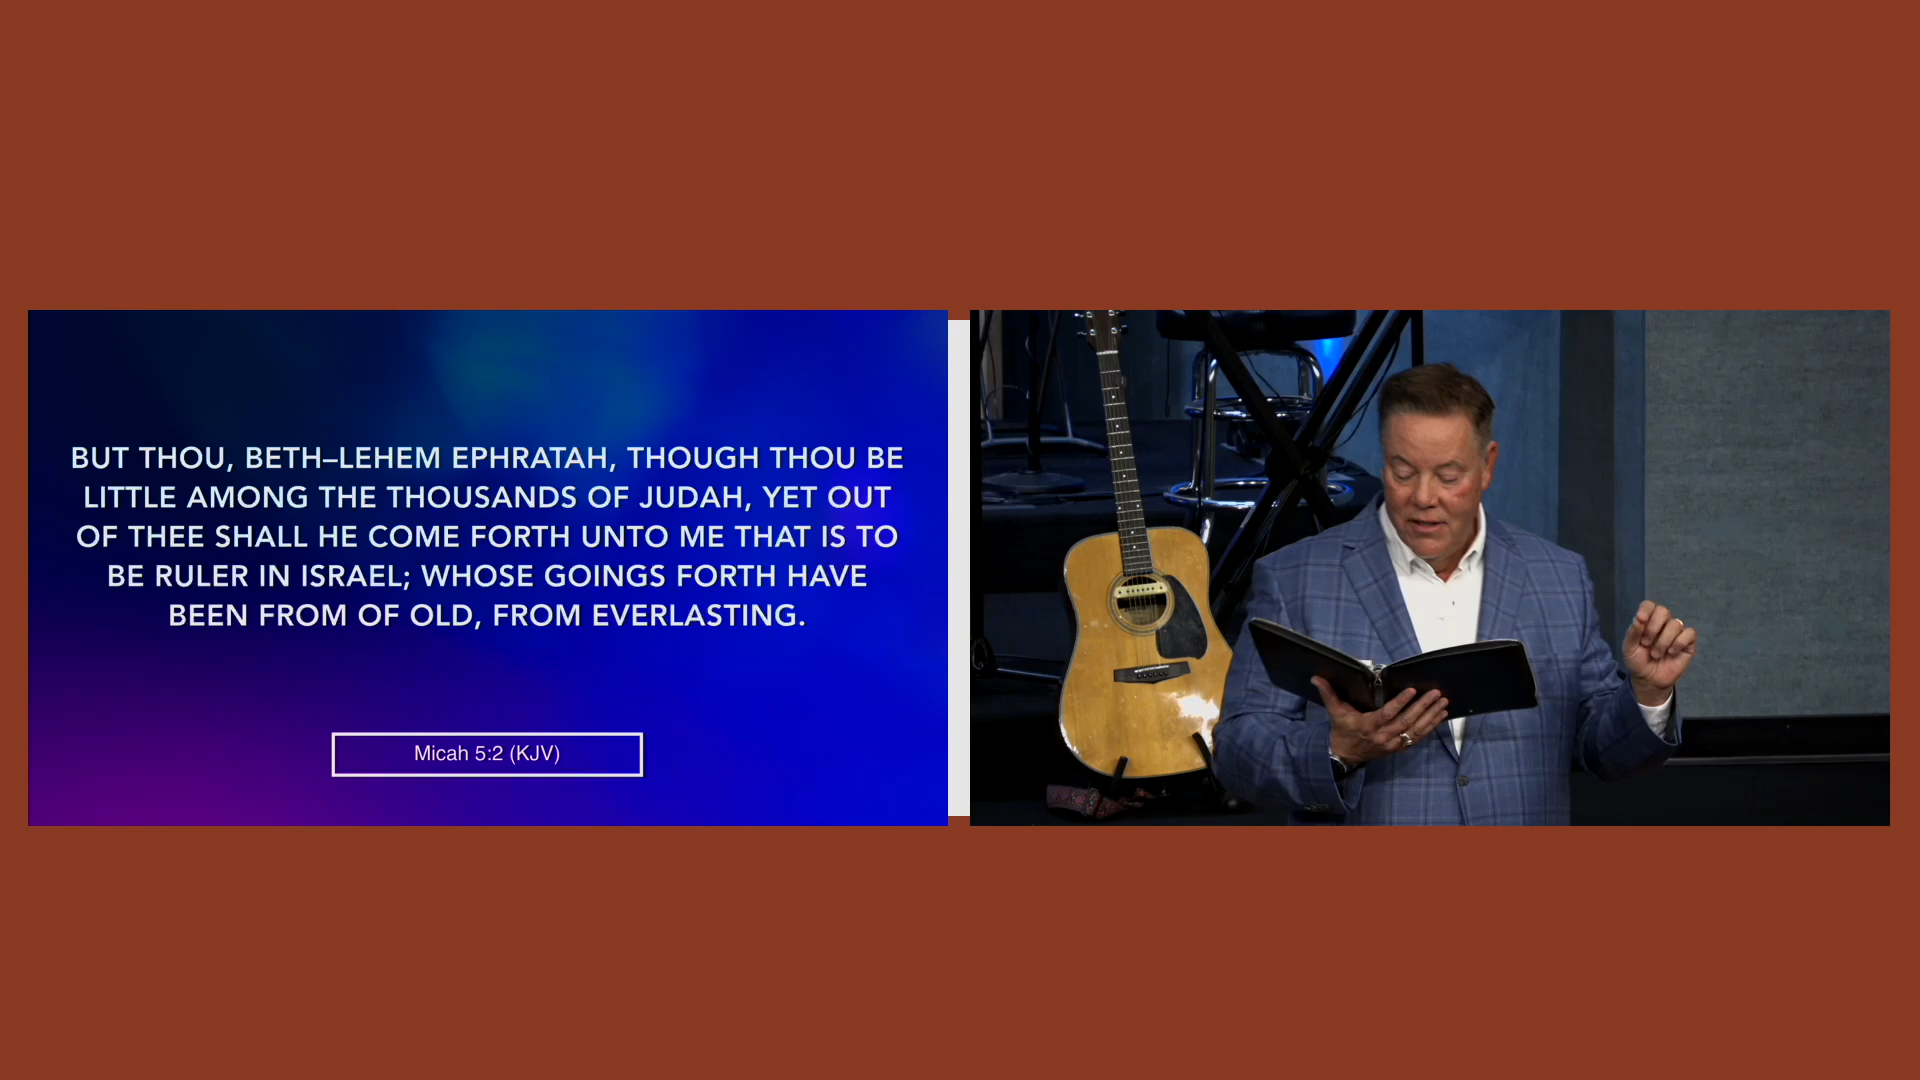 BUT THOU, BETH–LEHEM EPHRATAH, THOUGH THOU BE
LITTLE AMONG THE THOUSANDS OF JUDAH, YET OUT
OF THEE SHALL HE COME FORTH UNTO ME THAT IS TO
BE RULER IN ISRAEL; WHOSE GOINGS FORTH HAVE
BEEN FROM OF OLD, FROM EVERLASTING.
Micah 5:2 (KJV)